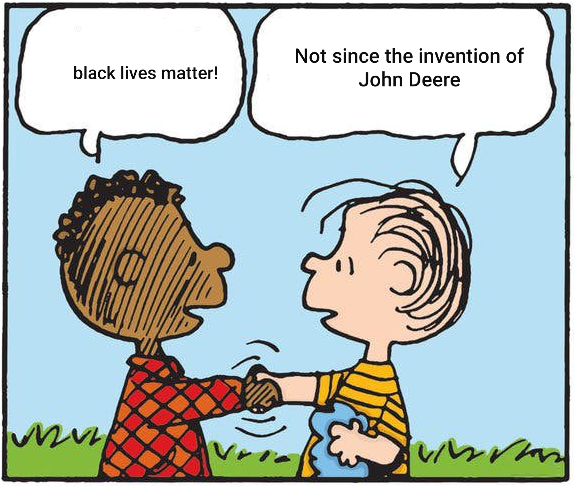 black lives matter!
Not since the invention of
John Deere